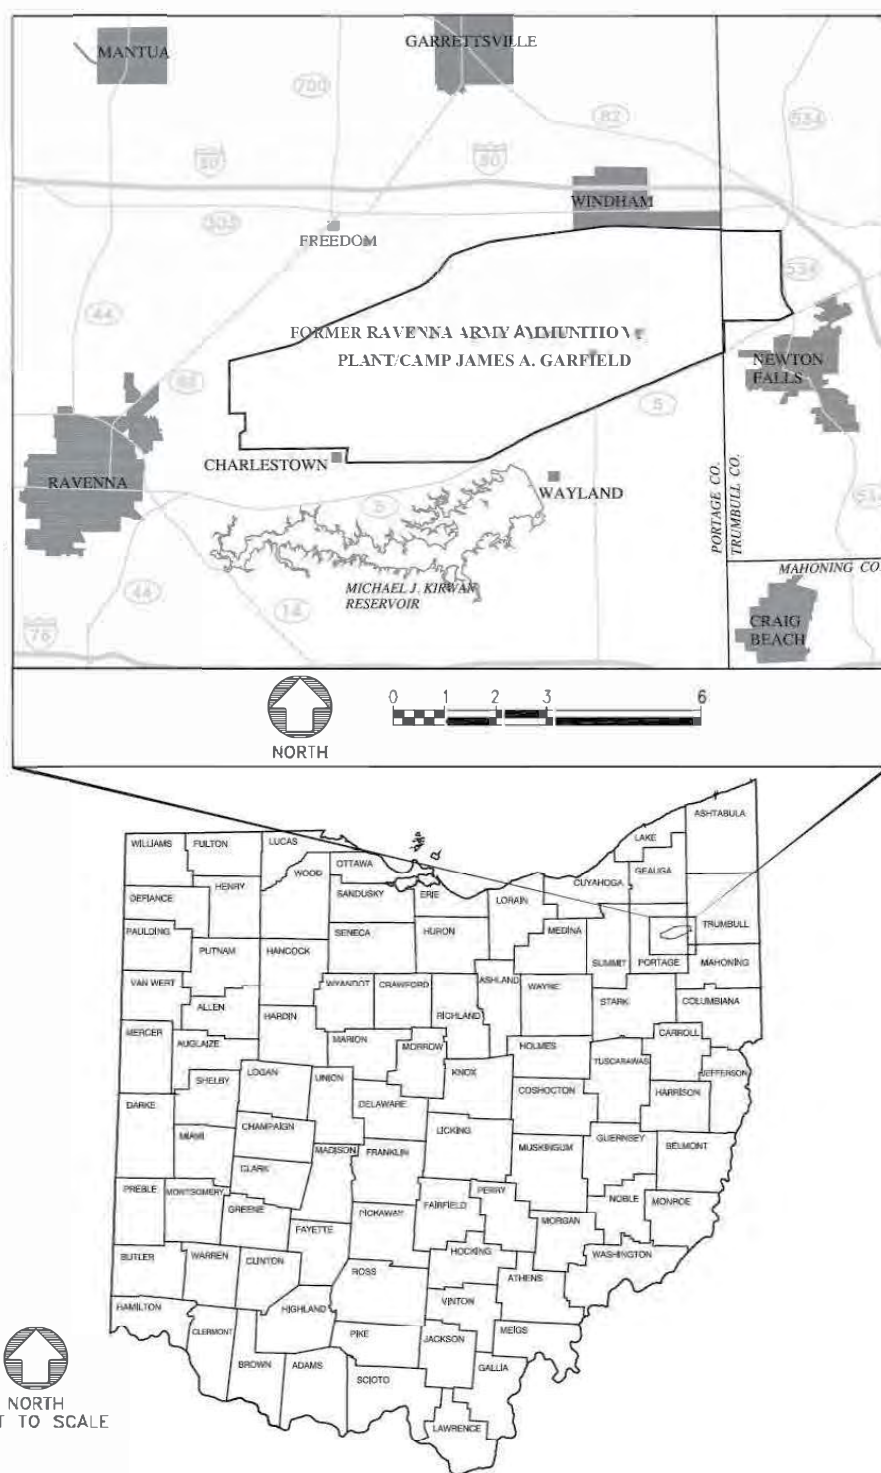 MANTUA
GARRETTSVILLE
700
82
534
80
80
WINDHAM
303
FREEDOM
534
44
FORMER RAVENNA ARMY AMMUNITION
PLANT/CAMP JAMES A. GARFIELD
NEWTON
FALLS
88
5
CHARLESTOWN
RAVENNA
WAYLAND
5
PORTAGE CO.
TRUMBULL CO.
534
MAHONING CO.
MICHAEL J. KIRWAN
RESERVOIR
44
14
76
CRAIG
BEACH
NORTH
0 1 2 3 6
ASHTABULA
LAKE
WILLIAMS
FULTON
LUCAS
OTTAWA
GEAUGA
WOOD
CUYAHOGA
HENRY
SANDUSKY
ERIE
LORAIN
DEFIANCE
TRUMBULL
PAULDING
SENECA
HURON
MEDINA
PUTNAM
HANCOCK
SUMMIT
PORTAGE
MAHONING
VAN WERT
WYANDOT
CRAWFORD
ASHLAND
WAYNE
STARK
COLUMBIANA
ALLEN
HARDIN
RICHLAND
MERCER
AUGLAIZE
MARION
MORROW
HOLMES
CARROLL
TUSCARAWAS
JEFFERSON
LOGAN
UNION
KNOX
SHELBY
COSHOCTON
HARRISON
DARKE
DELAWARE
CHAMPAIGN
LICKING
MIAMI
MADISON
FRANKLIN
MUSKINGUM
GUERNSEY
BELMONT
CLARK
PREBLE
MONTGOMERY
GREENE
PICKAWAY
FAIRFIELD
PERRY
NOBLE
MONROE
FAYETTE
MORGAN
BUTLER
WARREN
CLINTON
HOCKING
WASHINGTON
ROSS
ATHENS
HAMILTON
HIGHLAND
VINTON
CLERMONT
PIKE
JACKSON
MEIGS
BROWN
ADAMS
SCIOTO
GALLIA
LAWRENCE
NORTH
T TO SCALE